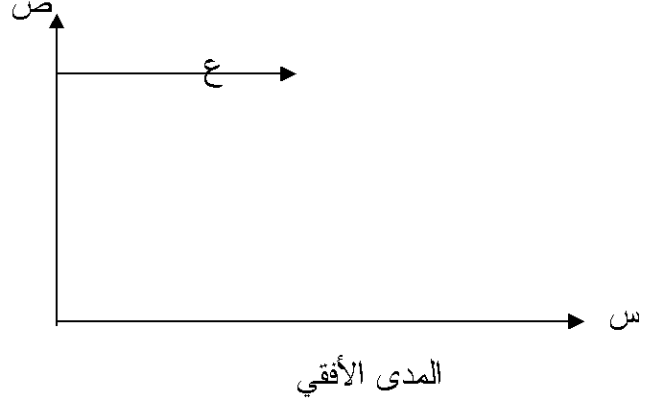 ص
ع
س
المدى الأفقي